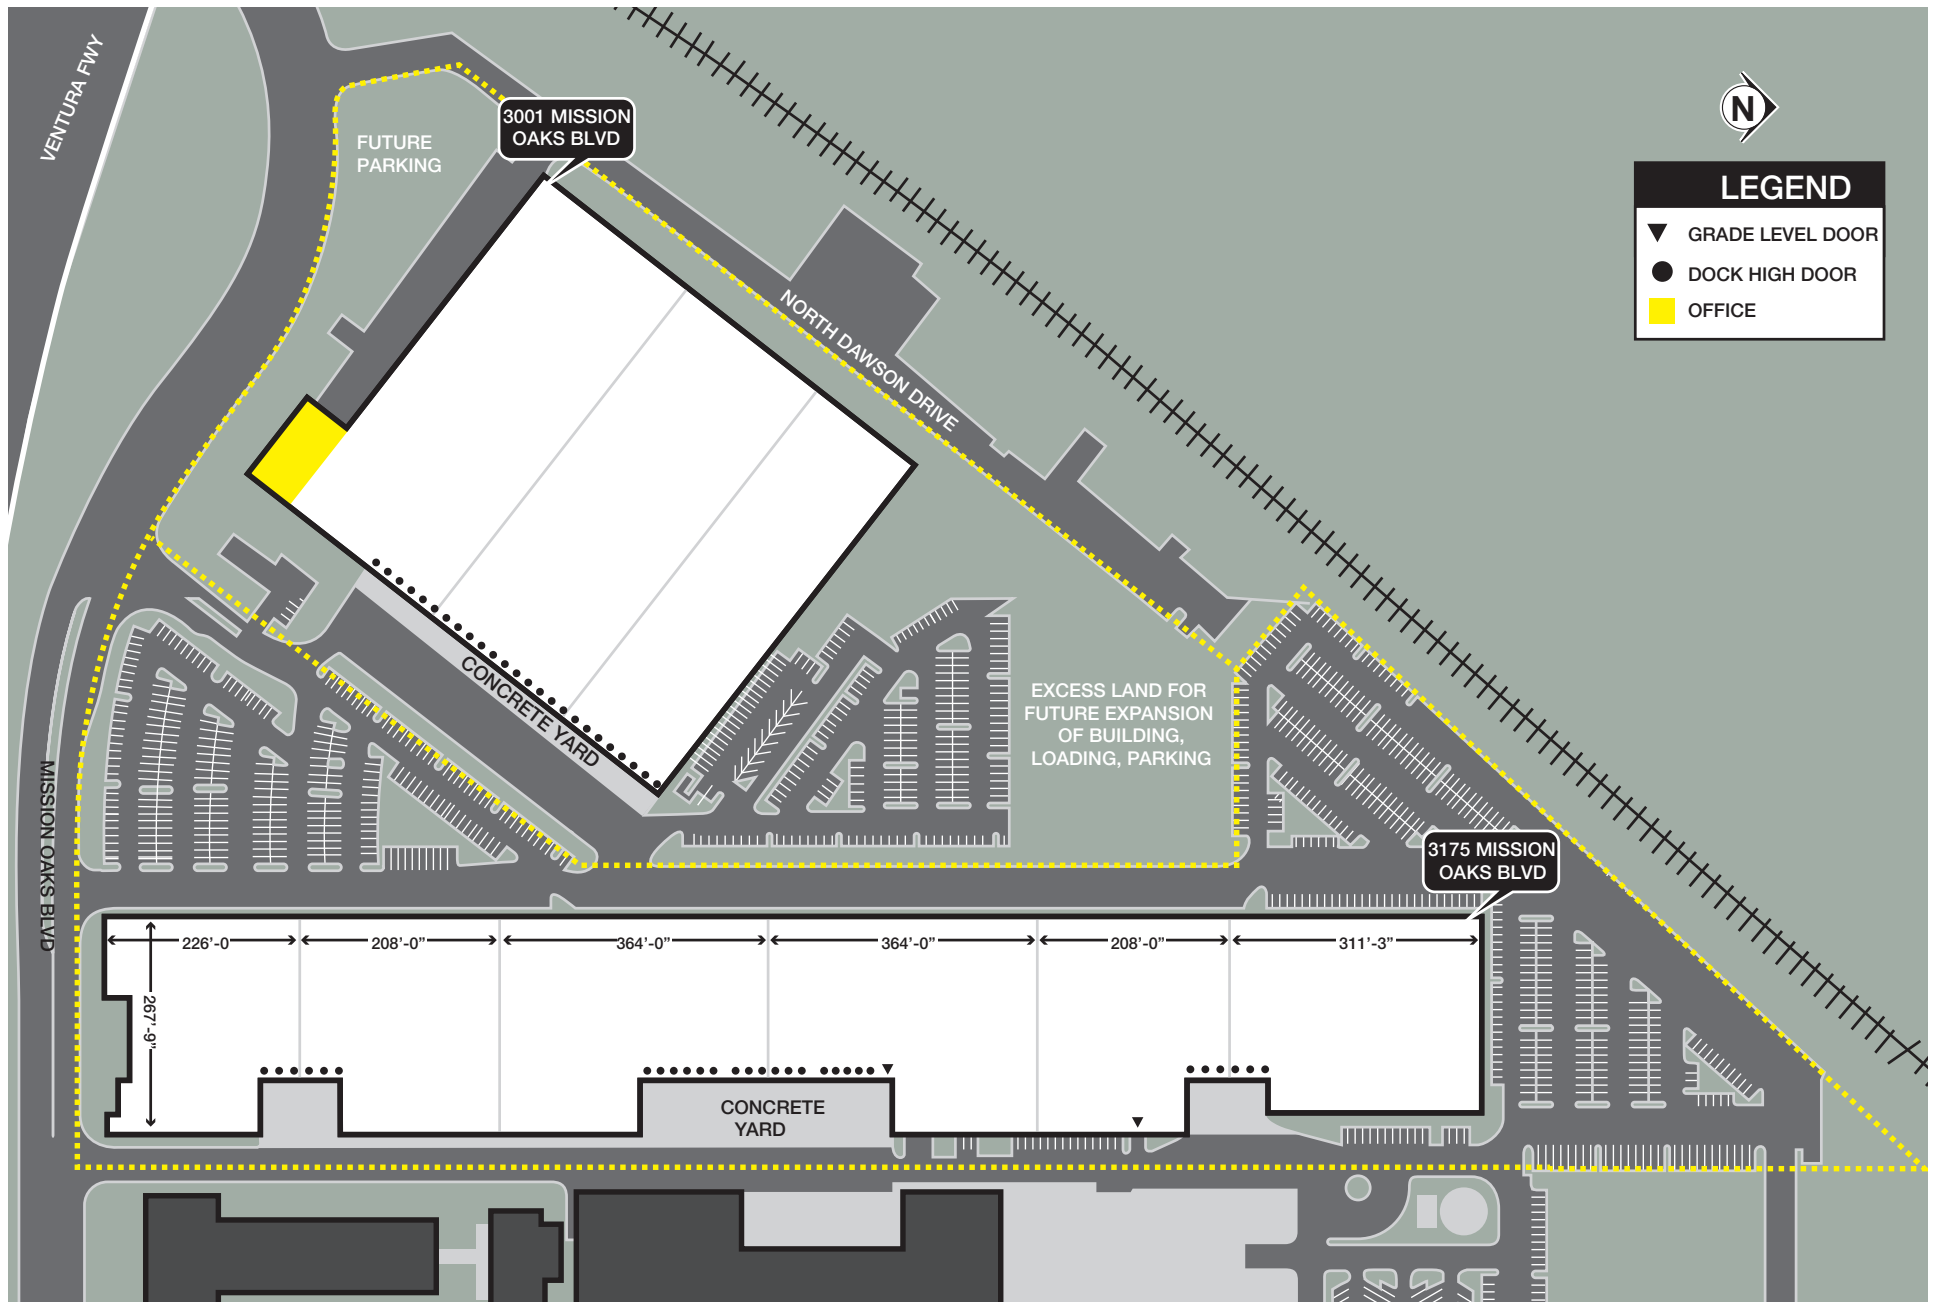 VENTURA FWY
FUTURE
PARKING
3001 MISSION
OAKS BLVD
N
LEGEND
GRADE LEVEL DOOR
DOCK HIGH DOOR
OFFICE
NORTH DAWSON DRIVE
CONCRETE YARD
EXCESS LAND FOR
FUTURE EXPANSION
OF BUILDING,
LOADING, PARKING
MISSION OAKS BLVD
3175 MISSION
OAKS BLVD
226'-0
208'-0"
364'-0"
364'-0"
208'-0"
311'-3"
267'-9"
CONCRETE
YARD